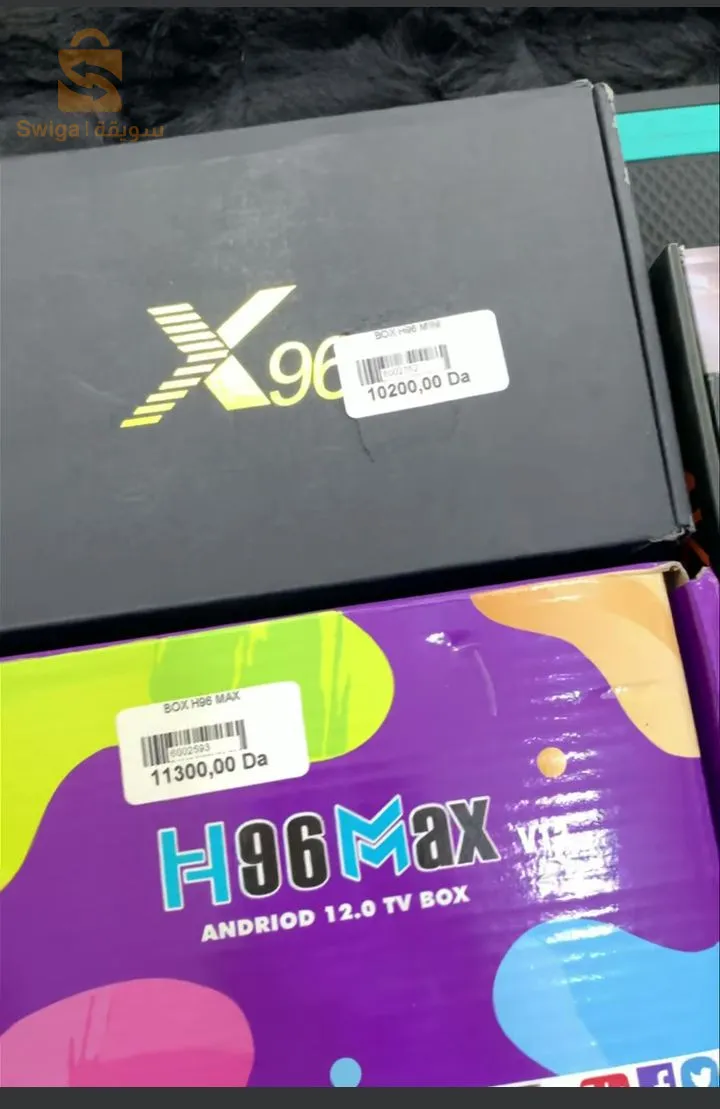 Swiga | سويقة
X96
BOX H96 MINI
6002762
10200,00 Da
BOX H96 MAX
6002593
11300,00 Da
H96 Max
ANDRIOD 12.0 TV BOX